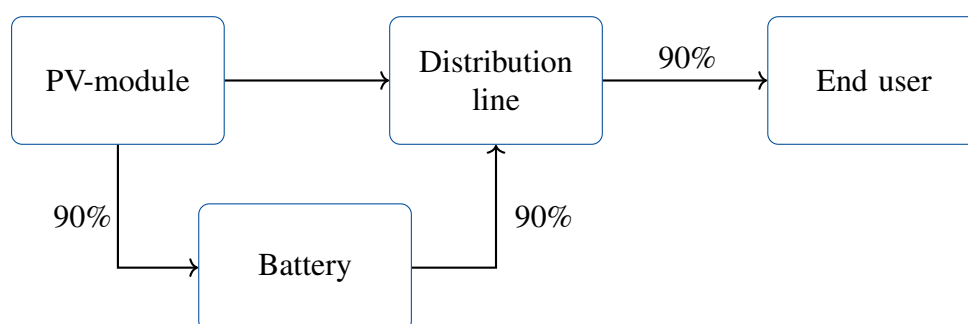 PV-module
Distribution
line
90%
End user
90%
90%
Battery